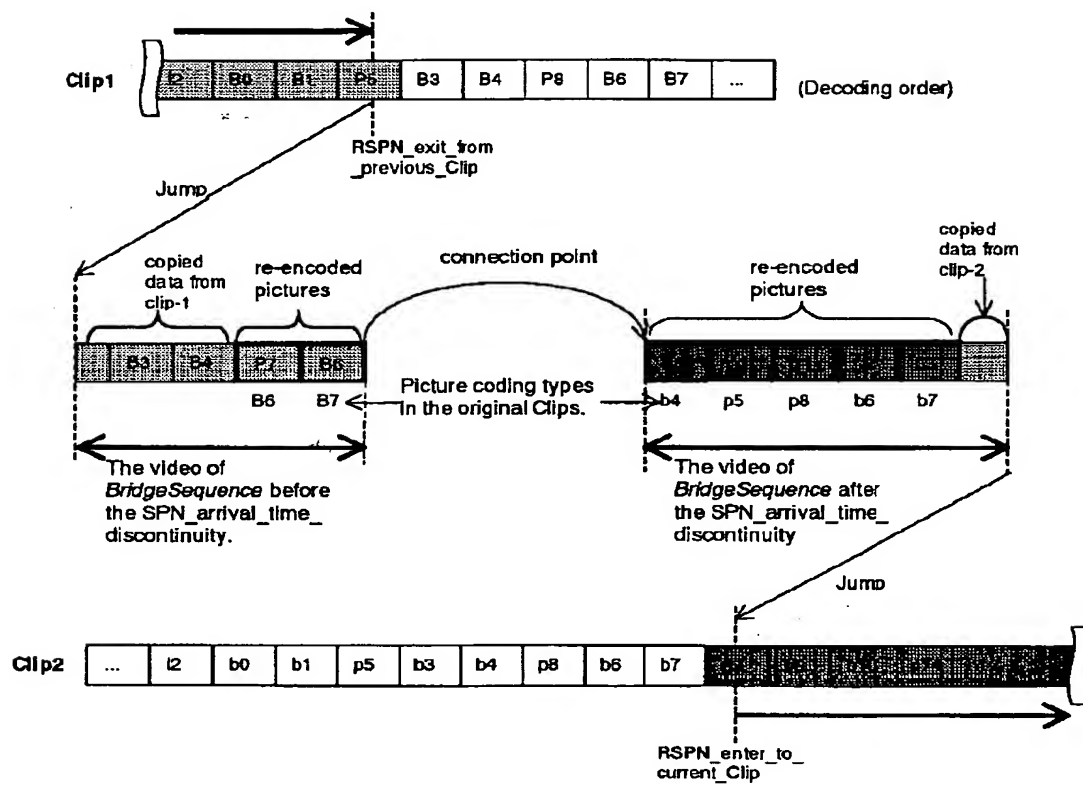 Clip1 I2 B0 B1 P5 B3 B4 P8 B6 B7 ... (Decoding order)
RSPN_exit_from
_previous_Clip
Jump
copied
data from
clip-1
re-encoded
pictures
connection point
re-encoded
pictures
copied
data from
clip-2
B3 B4 P7 B6
B6 B7
Picture coding types
in the original Clips.
b4 p5 p8 b6 b7
The video of
BridgeSequence before
the SPN_arrival_time_
discontinuity.
The video of
BridgeSequence after
the SPN_arrival_time_
discontinuity
Jump
Clip2 ... I2 b0 b1 p5 b3 b4 p8 b6 b7
RSPN_enter_to_
current_Clip